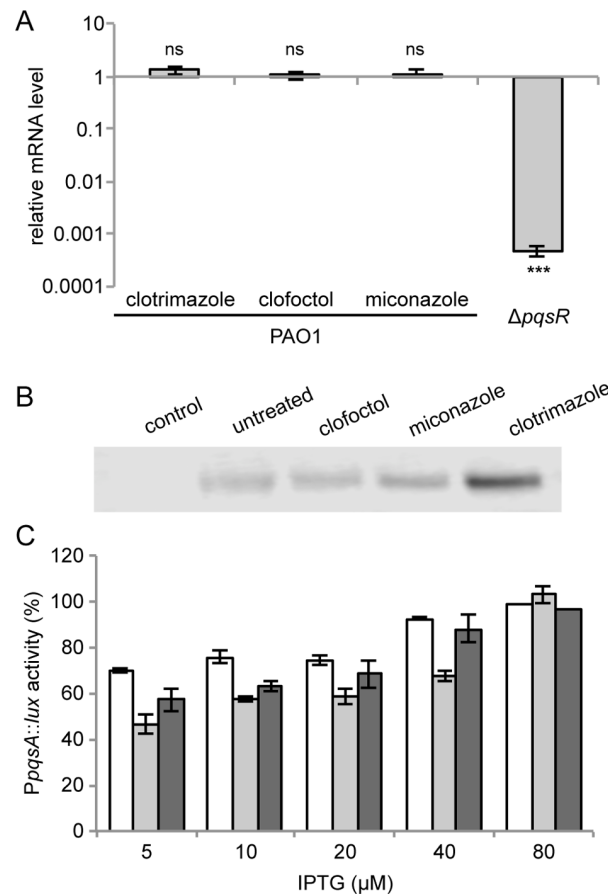 A
relative mRNA level
10
1
0.1
0.01
0.001
0.0001
ns
ns
ns
***
clotrimazole
clofoctol
miconazole
PAO1
ΔpqsR
B
control
untreated
clofoctol
miconazole
clotrimazole
C
PpqsA::lux activity (%)
120
100
80
60
40
20
0
5
10
20
40
80
IPTG (µM)